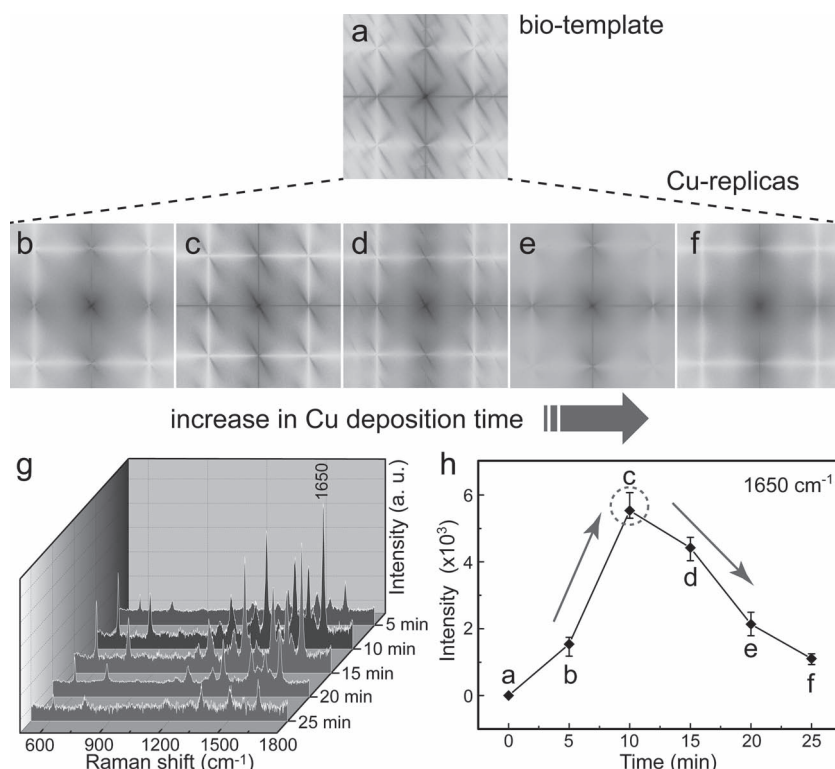 a
bio-template
Cu-replicas
b c d e f
increase in Cu deposition time
g
1650
Intensity (a. u.)
5 min
10 min
15 min
20 min
25 min
600 900 1200 1500 1800
Raman shift (cm-1)
h
1650 cm-1
c
d
e
f
a
b
Intensity (x10³)
6
4
2
0
0 5 10 15 20 25
Time (min)